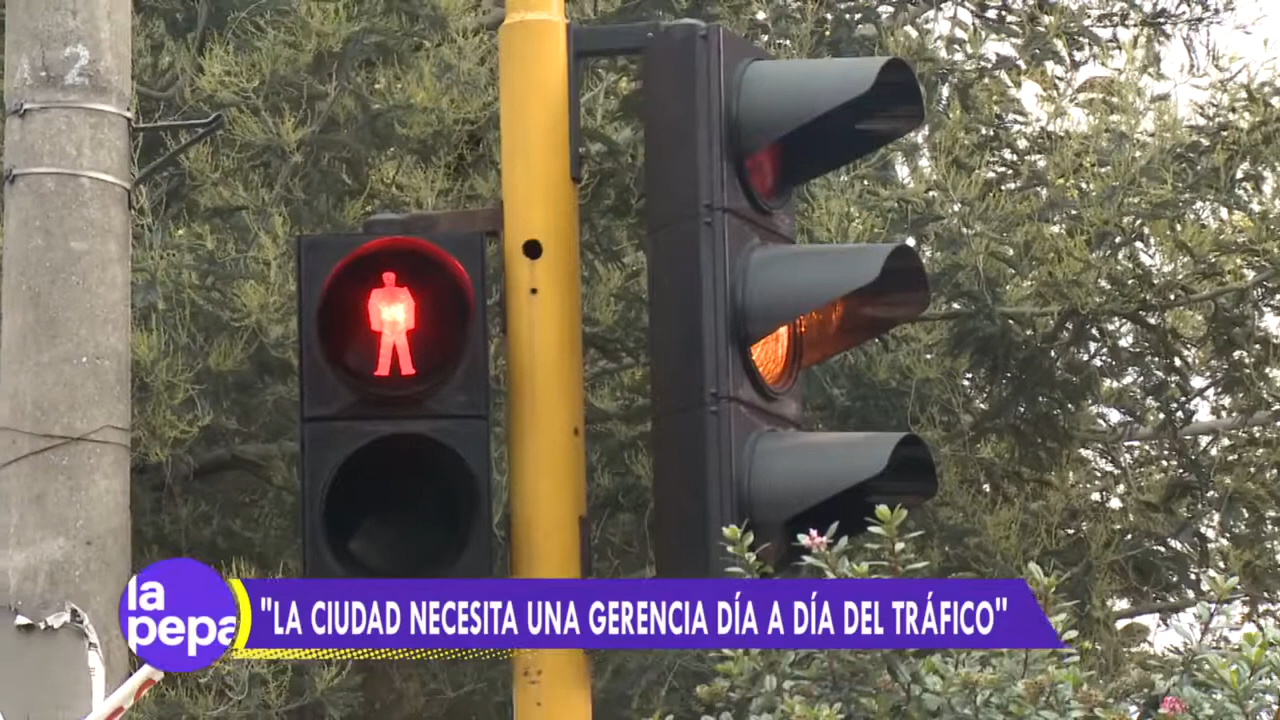 2
la
pepa
"LA CIUDAD NECESITA UNA GERENCIA DÍA A DÍA DEL TRÁFICO"